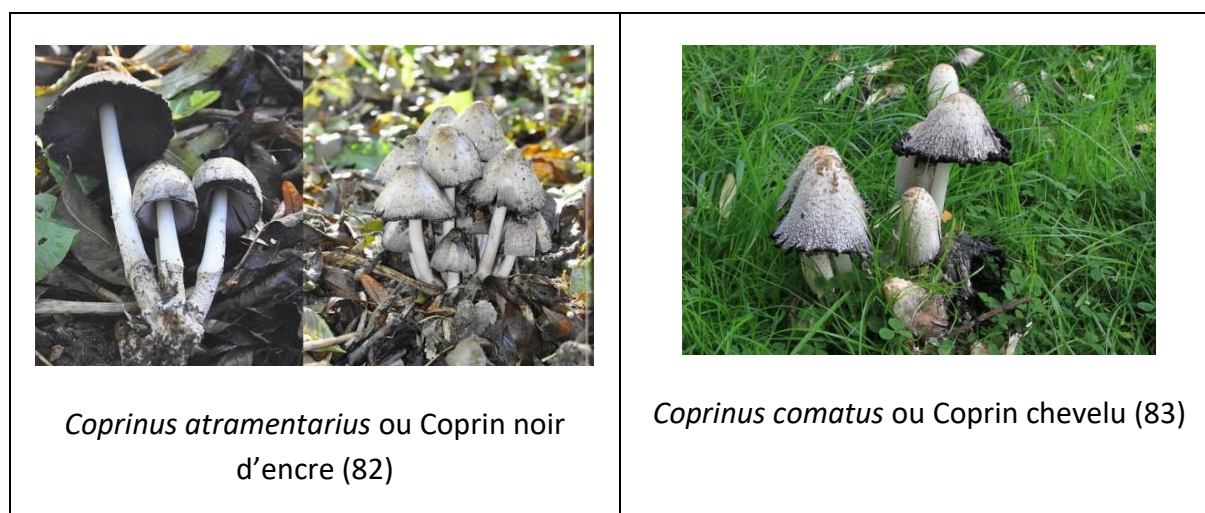 Coprinus atramentarius ou Coprin noir
d’encre (82)
Coprinus comatus ou Coprin chevelu (83)